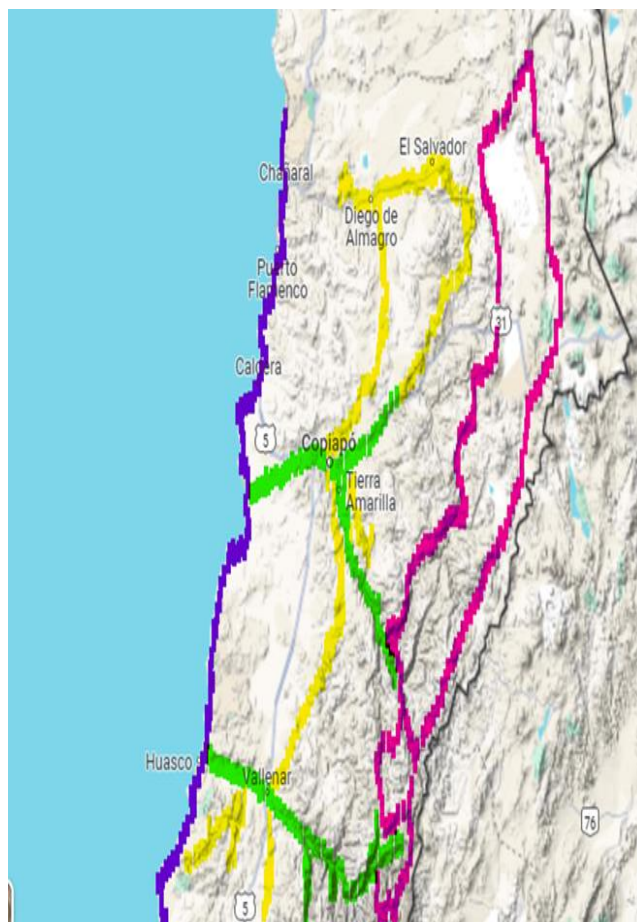 El Salvador
Chañaral
Diego de
Almagro
Puerto
Flamenco
31
Caldera
5
Copiapó
Tierra
Amarilla
Huasco
Vallenar
76
5